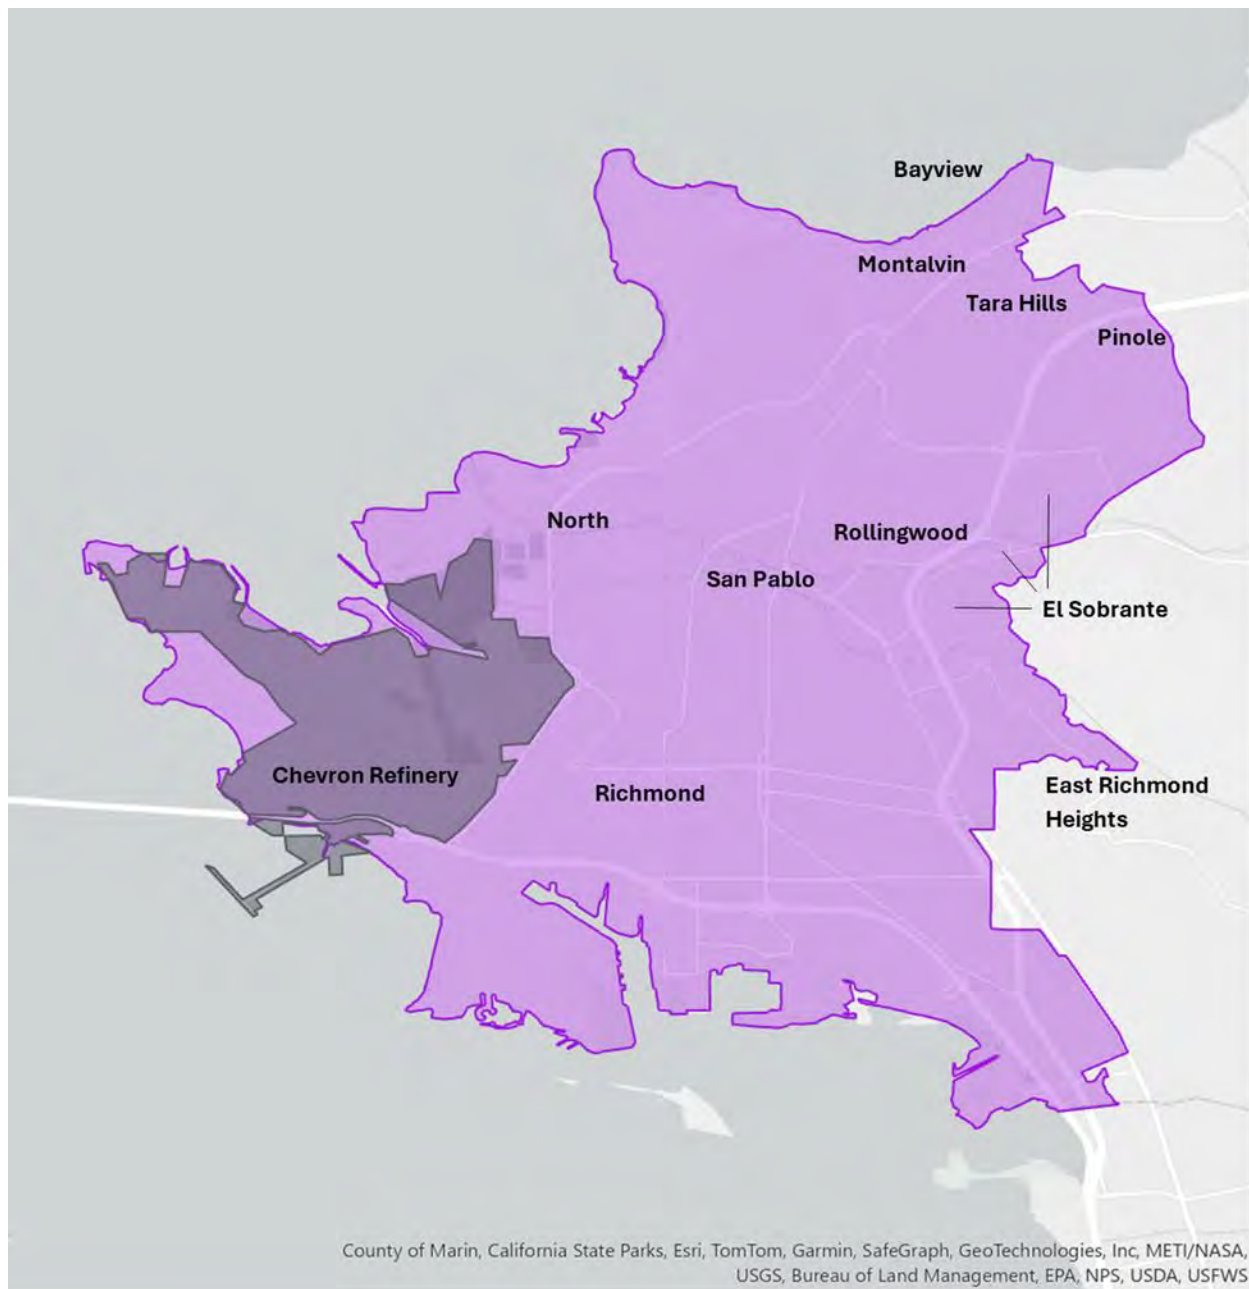 Bayview
Montalvin
Tara Hills
Pinole
North
Rollingwood
San Pablo
El Sobrante
Chevron Refinery
Richmond
East Richmond
Heights
County of Marin, California State Parks, Esri, TomTom, Garmin, SafeGraph, GeoTechnologies, Inc, METI/NASA,
USGS, Bureau of Land Management, EPA, NPS, USDA, USFWS